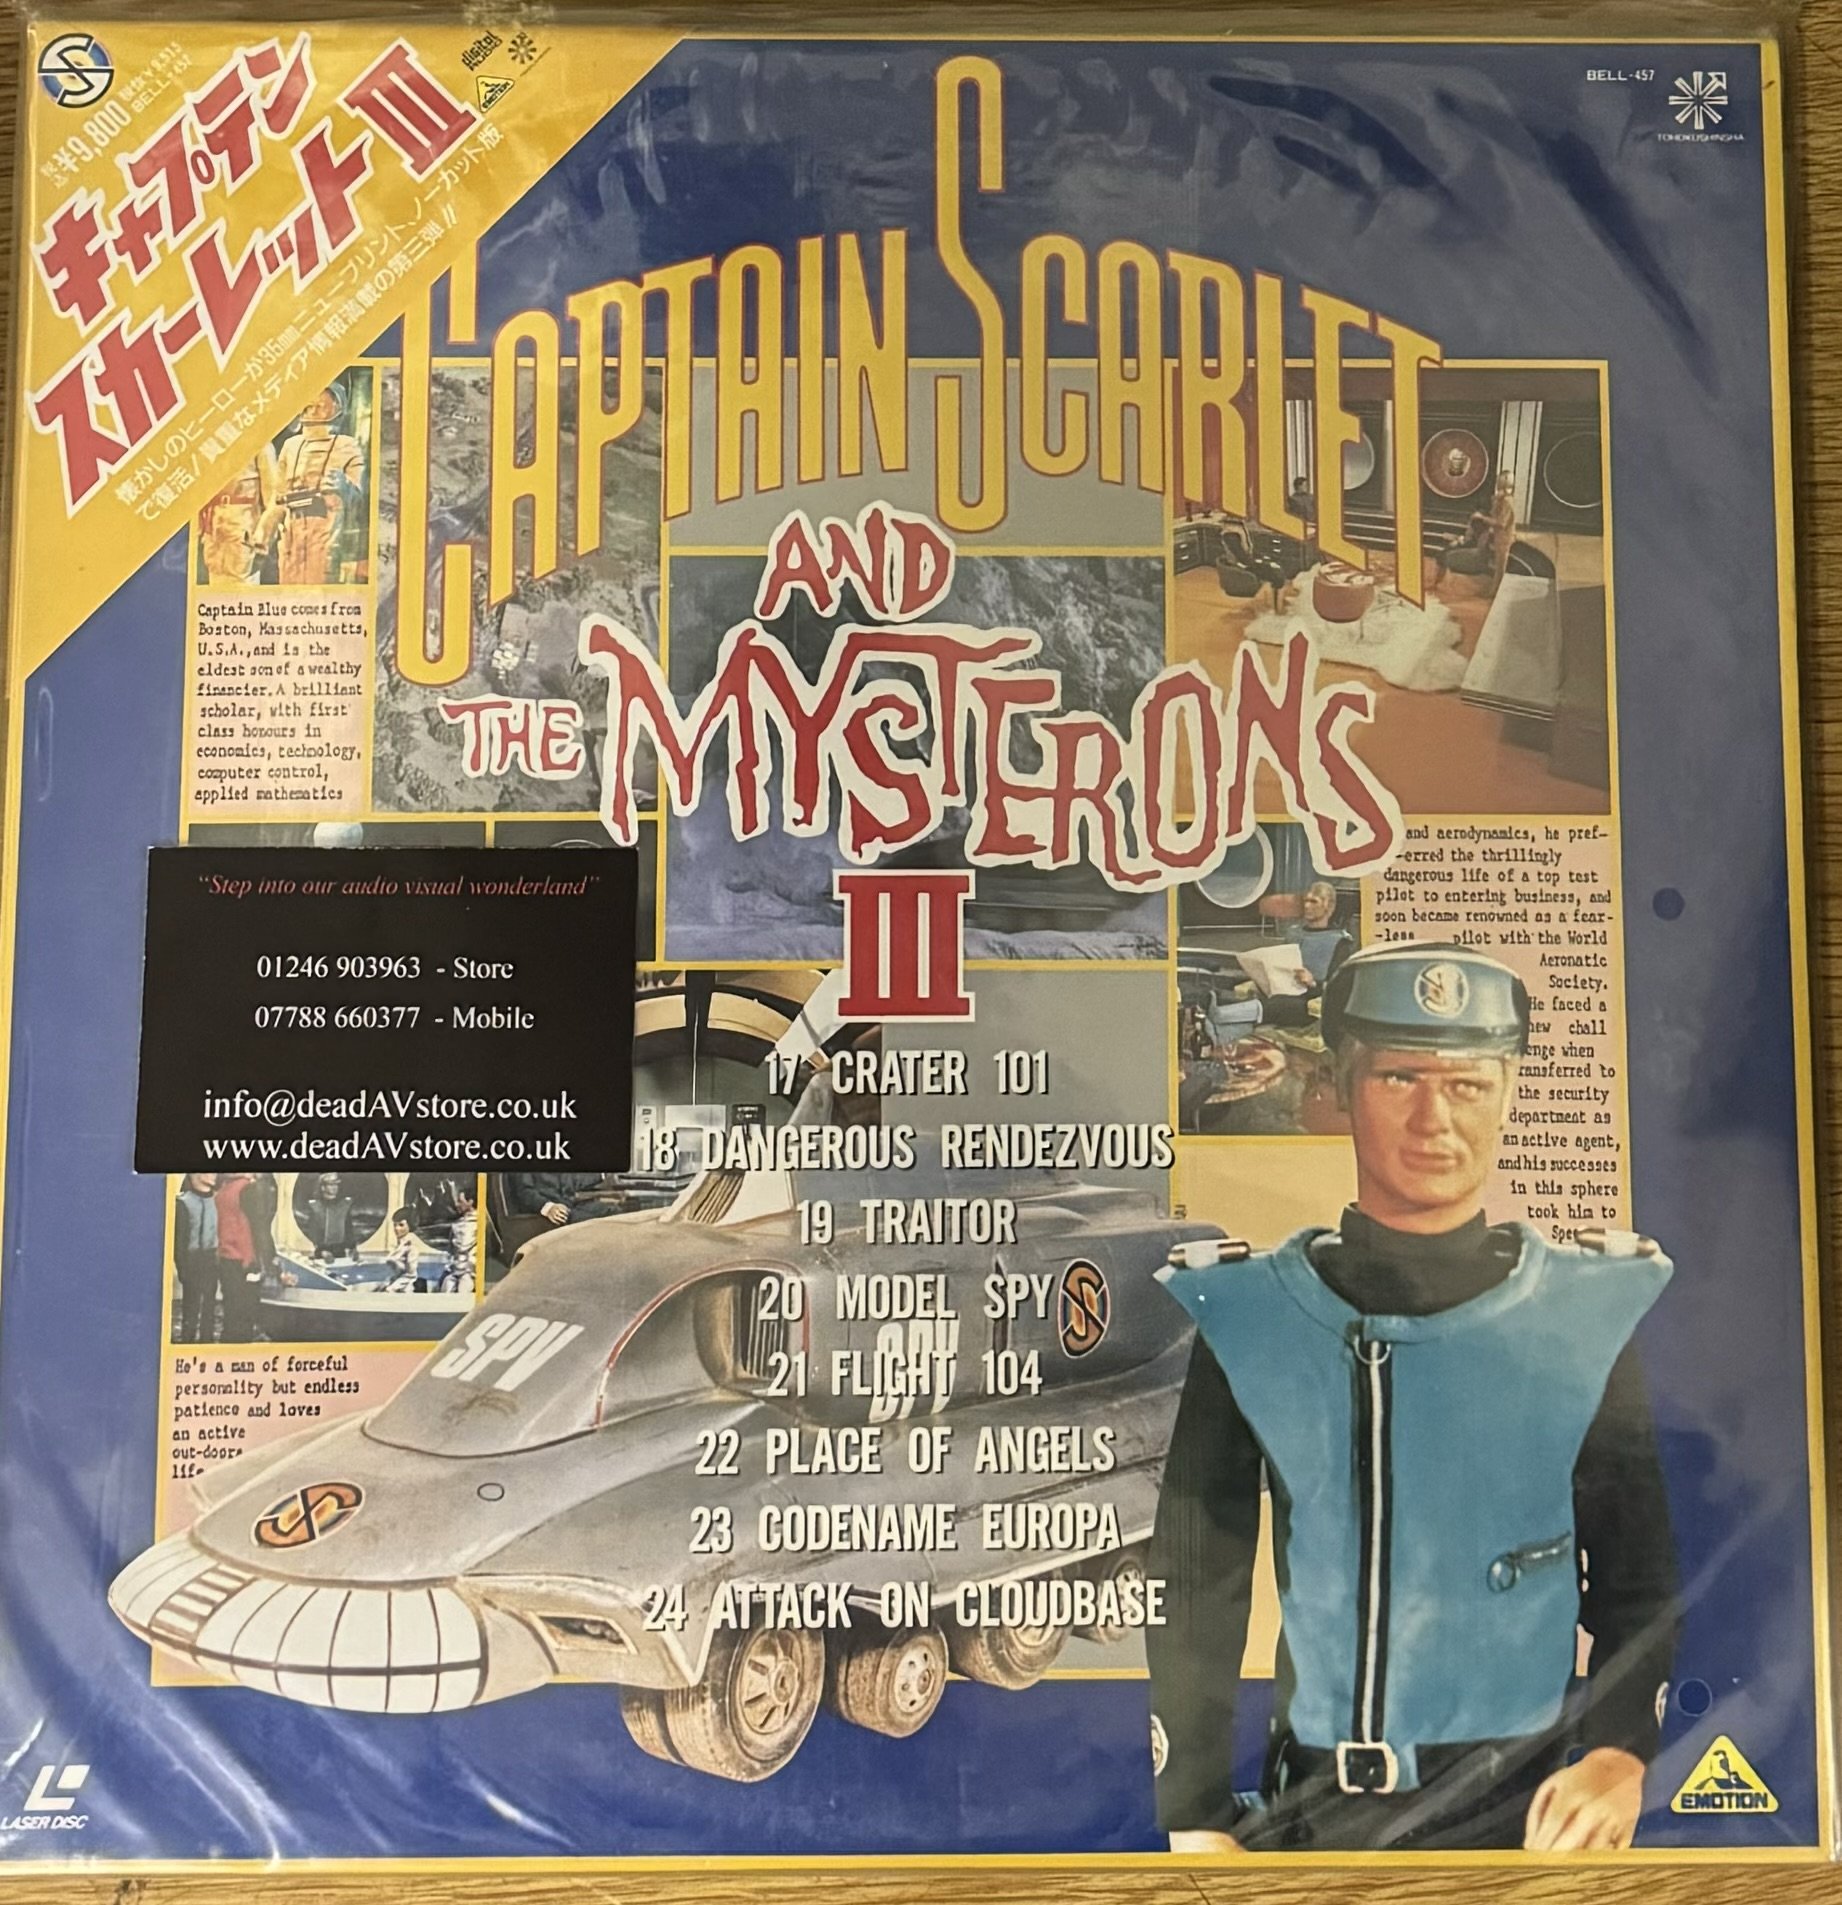 キャプテン
スカーレット III
税込¥9,800
BELL-457
digital AUDIO
EMOTION
懐かしのヒーローが35mmニュープリント、ノーカット版
で復活!貴重なメディア情報満載の第三弾!!
BELL-457
TOHOKUSHINSHA
CAPTAIN SCARLET
AND
THE MYSTERONS
III
Captain Blue comes from
Boston, Massachusetts,
U.S.A.,and is the
eldest son of a wealthy
financier. A brilliant
scholar, with first
class honours in
economics, technology,
computer control,
applied mathematics
and aerodynamics, he pref-
-erred the thrillingly
dangerous life of a top test
pilot to entering business, and
soon became renowned as a fear-
-less pilot with the World
Aeronatic
Society.
He faced a
new chall
enge when
ransferred to
the security
department as
an active agent,
and his successes
in this sphere
took him to
Spe
He's a man of forceful
personality but endless
patience and loves
an active
out-doors
life
"Step into our audio visual wonderland"
01246 903963 - Store
07788 660377 - Mobile
info@deadAVstore.co.uk
www.deadAVstore.co.uk
17 CRATER 101
18 DANGEROUS RENDEZVOUS
19 TRAITOR
20 MODEL SPY
21 FLIGHT 104
22 PLACE OF ANGELS
23 CODENAME EUROPA
24 ATTACK ON CLOUDBASE
SPV
SPV
LASER DISC
EMOTION